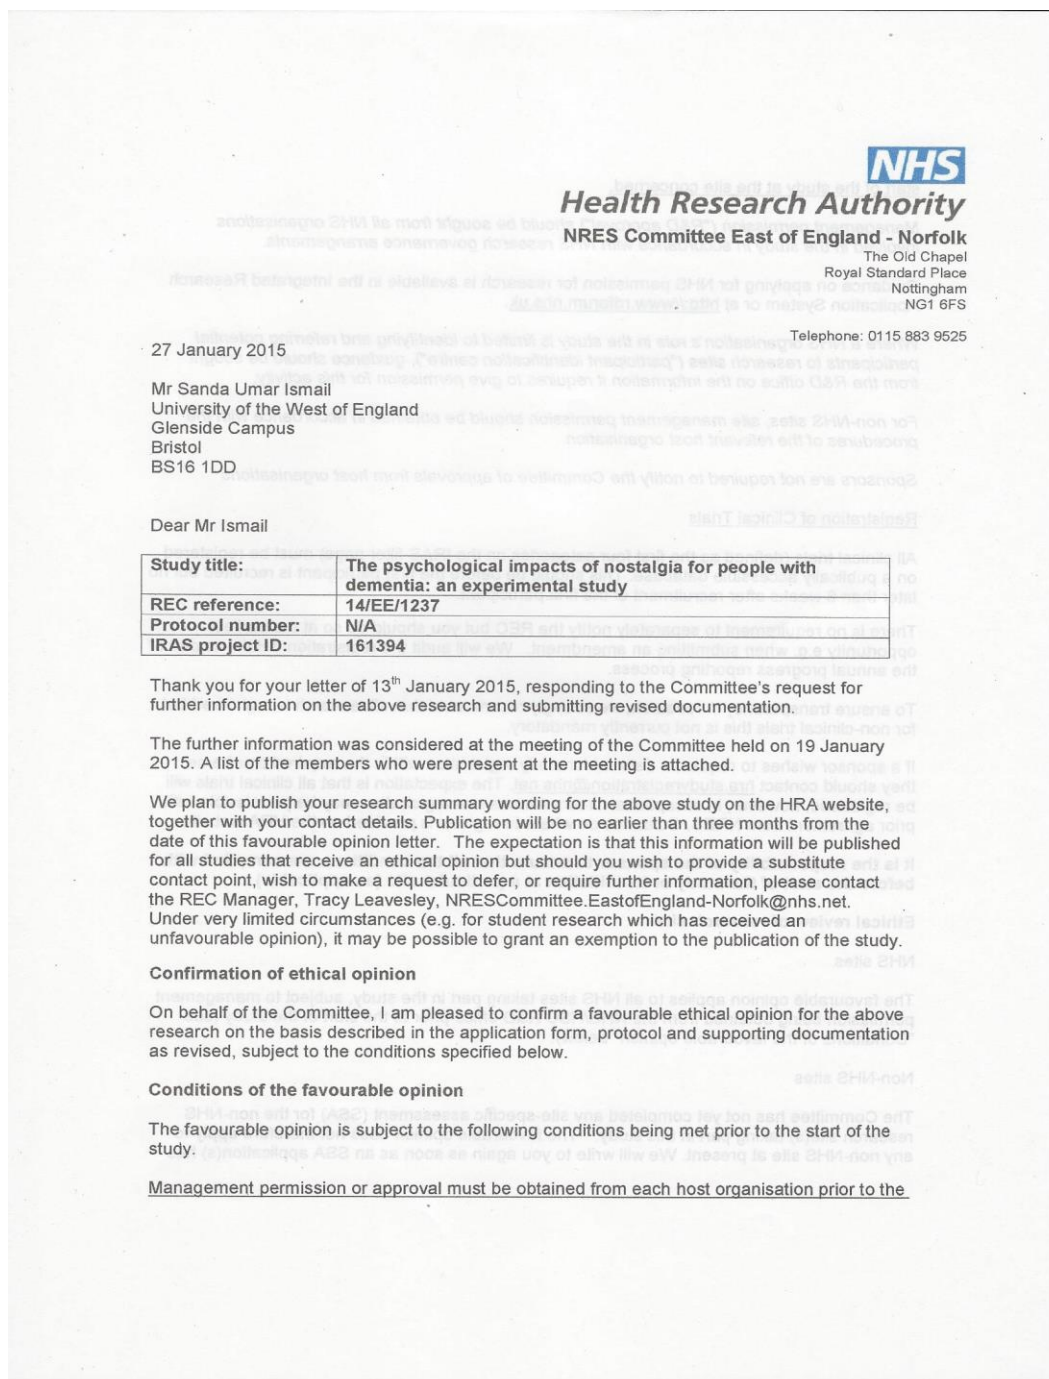 NHS
Health Research Authority
NRES Committee East of England - Norfolk
The Old Chapel
Royal Standard Place
Nottingham
NG1 6FS
Telephone: 0115 883 9525
27 January 2015
Mr Sanda Umar Ismail
University of the West of England
Glenside Campus
Bristol
BS16 1DD
Dear Mr Ismail
Study title: The psychological impacts of nostalgia for people with
dementia: an experimental study
REC reference: 14/EE/1237
Protocol number: N/A
IRAS project ID: 161394
Thank you for your letter of 13th January 2015, responding to the Committee's request for
further information on the above research and submitting revised documentation.
The further information was considered at the meeting of the Committee held on 19 January
2015. A list of the members who were present at the meeting is attached.
We plan to publish your research summary wording for the above study on the HRA website,
together with your contact details. Publication will be no earlier than three months from the
date of this favourable opinion letter. The expectation is that this information will be published
for all studies that receive an ethical opinion but should you wish to provide a substitute
contact point, wish to make a request to defer, or require further information, please contact
the REC Manager, Tracy Leavesley, NRESCommittee.EastofEngland-Norfolk@nhs.net.
Under very limited circumstances (e.g. for student research which has received an
unfavourable opinion), it may be possible to grant an exemption to the publication of the study.
Confirmation of ethical opinion
On behalf of the Committee, I am pleased to confirm a favourable ethical opinion for the above
research on the basis described in the application form, protocol and supporting documentation
as revised, subject to the conditions specified below.
Conditions of the favourable opinion
The favourable opinion is subject to the following conditions being met prior to the start of the
study.
Management permission or approval must be obtained from each host organisation prior to the